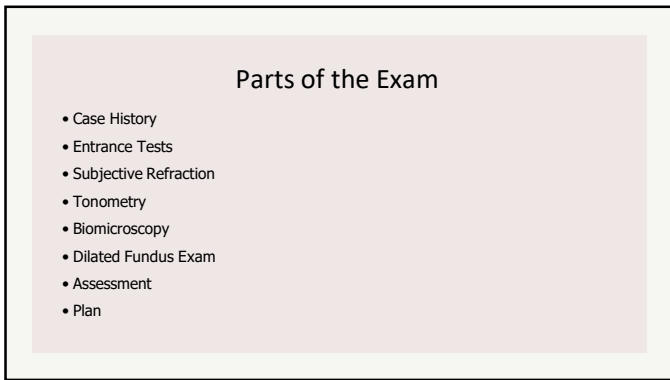 Parts of the Exam
• Case History
• Entrance Tests
• Subjective Refraction
• Tonometry
• Biomicroscopy
• Dilated Fundus Exam
• Assessment
• Plan